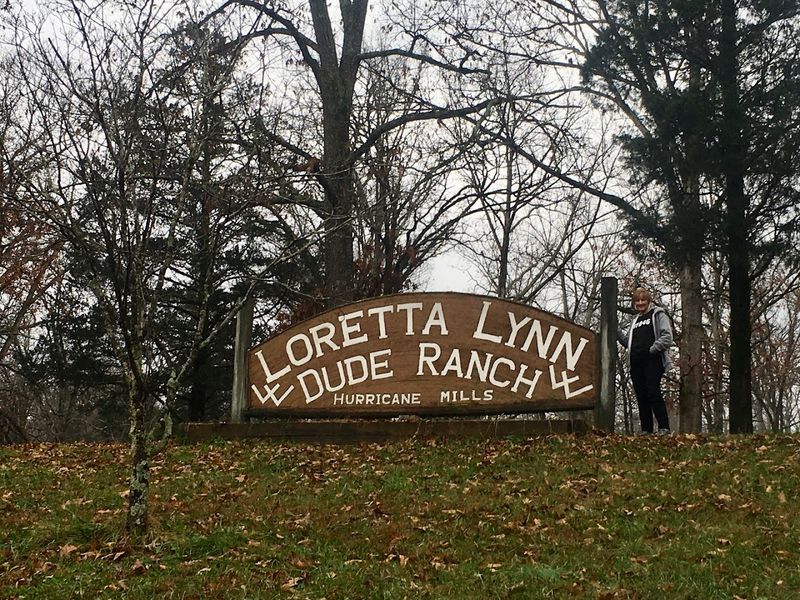 LORETTA LYNN
DUDE RANCH
HURRICANE MILLS